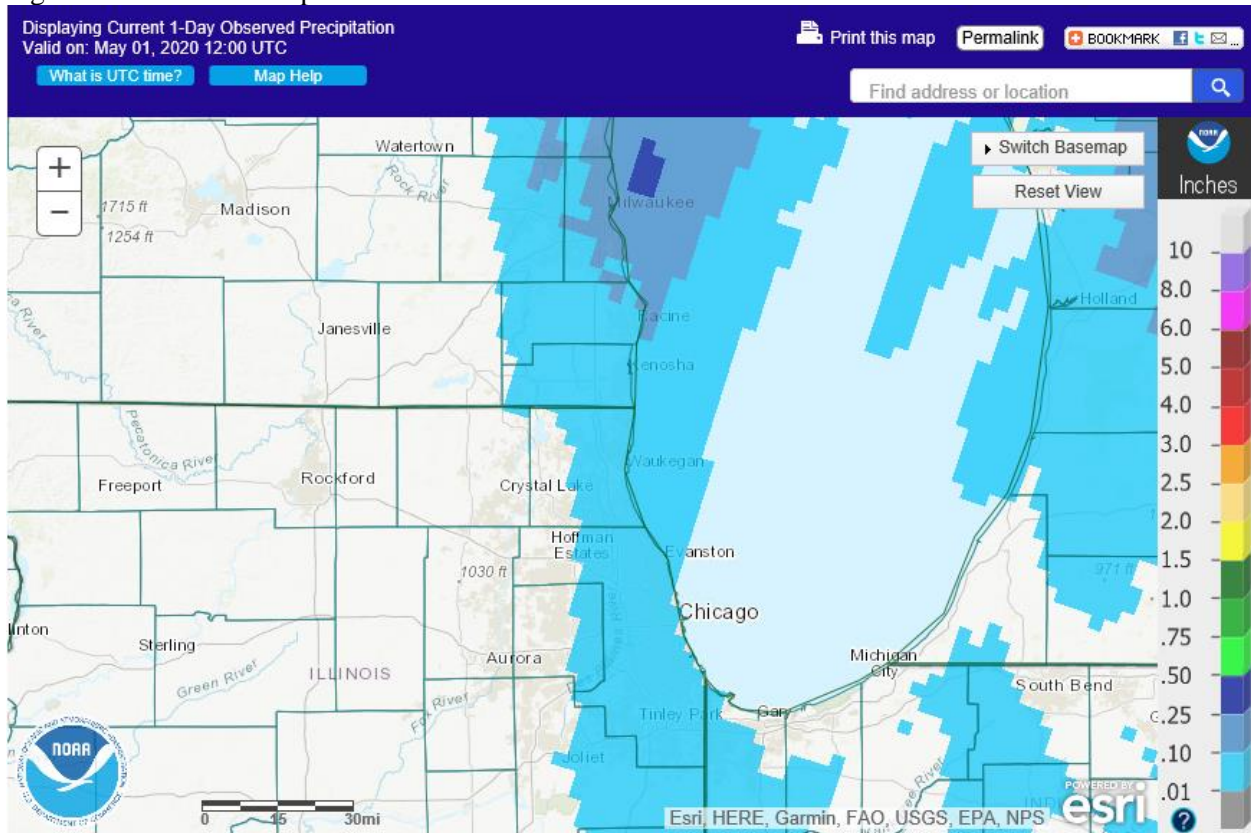 Displaying Current 1-Day Observed Precipitation
Valid on: May 01, 2020 12:00 UTC
What is UTC time?
Map Help
Print this map
Permalink
BOOKMARK
Find address or location
Switch Basemap
Reset View
NOAA
Inches
10
8.0
6.0
5.0
4.0
3.0
2.5
2.0
1.5
1.0
.75
.50
.25
.10
.01
+
−
Watertown
Rock River
Milwaukee
1715 ft
Madison
1254 ft
Holland
River
Janesville
Racine
Kenosha
Pecatonica River
Waukegan
Freeport
Rockford
Crystal Lake
Hoffman
Estates
Evanston
1030 ft
971 ft
Des Plaines River
Chicago
linton
Sterling
Aurora
Michigan
City
Green River
ILLINOIS
South Bend
Fox River
Tinley Park
Gary
Joliet
NOAA
0 15 30mi
Esri, HERE, Garmin, FAO, USGS, EPA, NPS
POWERED BY
esri
?